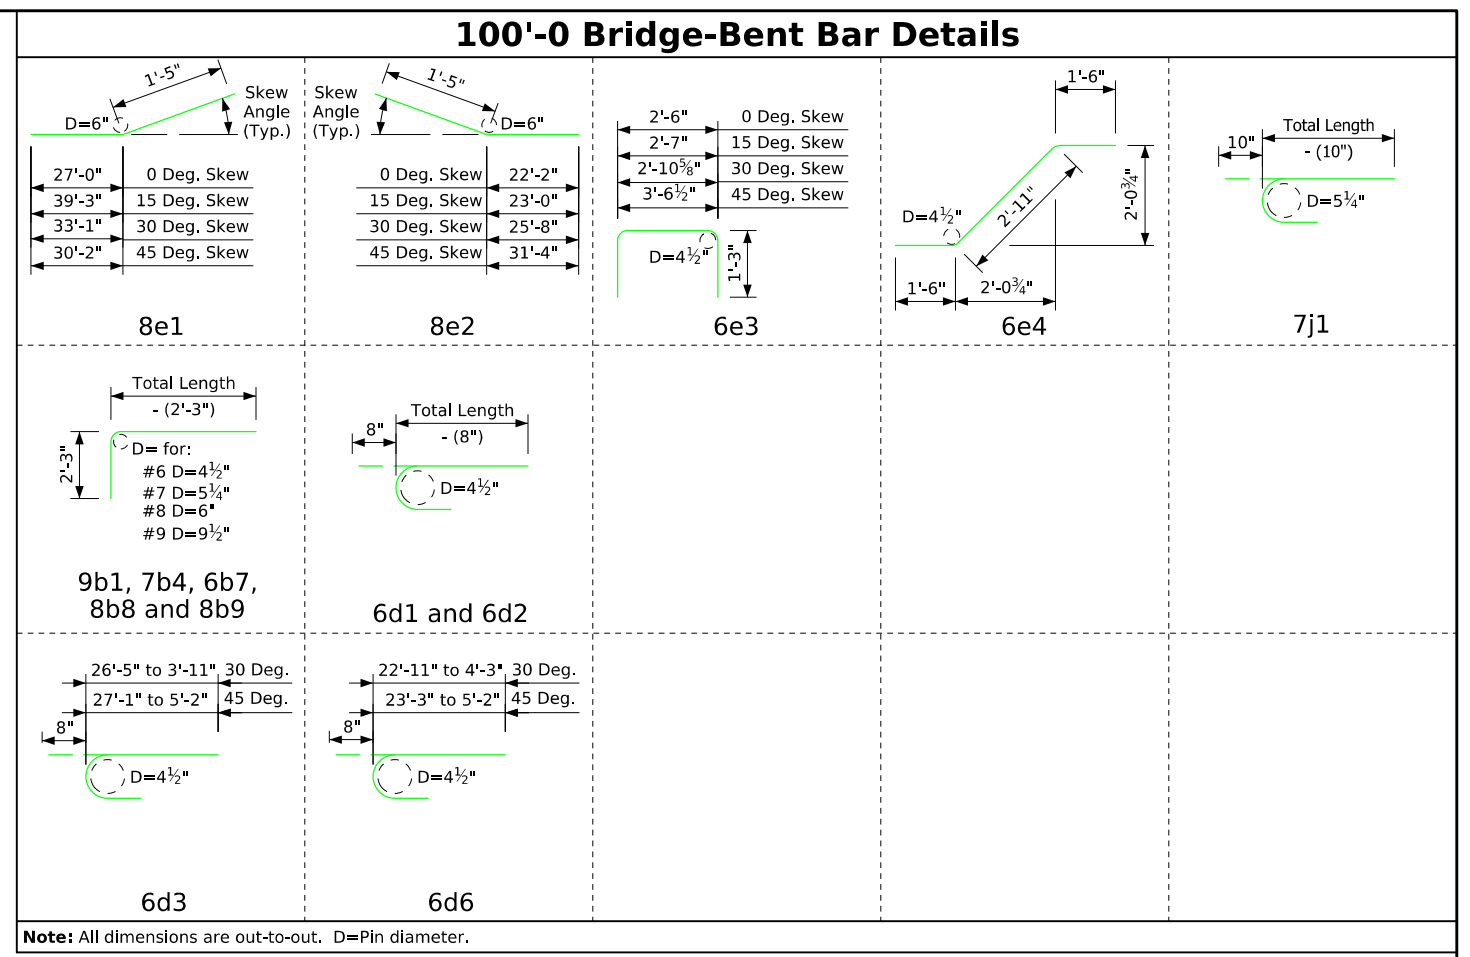 100'-0 Bridge-Bent Bar Details
1'-5"
Skew
Angle
(Typ.)
D=6"
27'-0" 0 Deg. Skew
39'-3" 15 Deg. Skew
33'-1" 30 Deg. Skew
30'-2" 45 Deg. Skew
8e1
1'-5"
Skew
Angle
(Typ.)
D=6"
0 Deg. Skew 22'-2"
15 Deg. Skew 23'-0"
30 Deg. Skew 25'-8"
45 Deg. Skew 31'-4"
8e2
2'-6" 0 Deg. Skew
2'-7" 15 Deg. Skew
2'-10⅝" 30 Deg. Skew
3'-6½" 45 Deg. Skew
D=4½"
1'-3"
6e3
1'-6"
D=4½"
2'-11"
2'-0¾"
1'-6" 2'-0¾"
6e4
Total Length
10" - (10")
D=5¼"
7j1
Total Length
- (2'-3")
2'-3"
D= for:
#6 D=4½"
#7 D=5¼"
#8 D=6"
#9 D=9½"
9b1, 7b4, 6b7,
8b8 and 8b9
Total Length
8" - (8")
D=4½"
6d1 and 6d2
26'-5" to 3'-11" 30 Deg.
27'-1" to 5'-2" 45 Deg.
8"
D=4½"
6d3
22'-11" to 4'-3" 30 Deg.
23'-3" to 5'-2" 45 Deg.
8"
D=4½"
6d6
Note: All dimensions are out-to-out. D=Pin diameter.